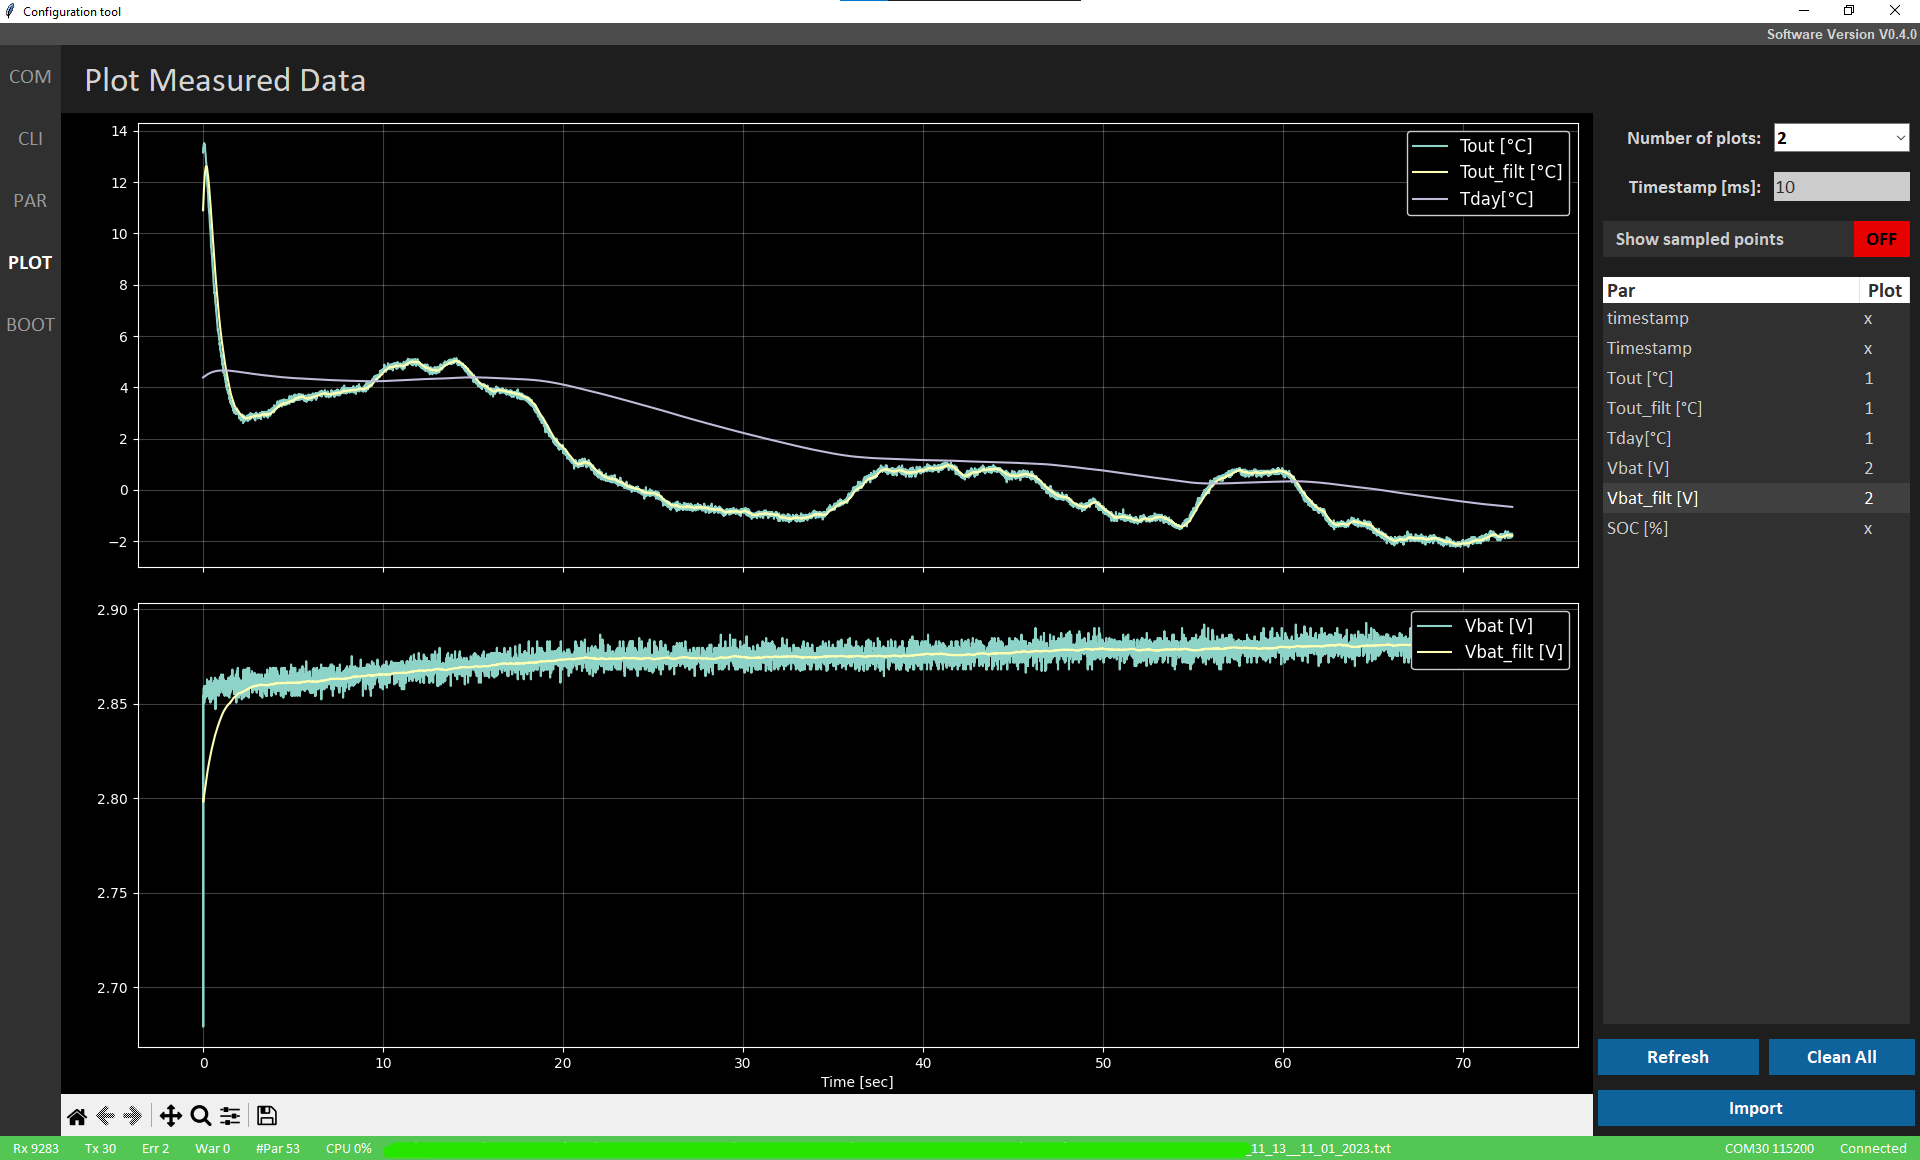 Configuration tool
Software Version V0.4.0
COM
CLI
PAR
PLOT
BOOT
Plot Measured Data
14
12
10
8
6
4
2
0
−2
Tout [°C]
Tout_filt [°C]
Tday[°C]
2.90
2.85
2.80
2.75
2.70
Vbat [V]
Vbat_filt [V]
0 10 20 30 40 50 60 70
Time [sec]
Number of plots: 2
Timestamp [ms]: 10
Show sampled points OFF
Par Plot
timestamp x
Timestamp x
Tout [°C] 1
Tout_filt [°C] 1
Tday[°C] 1
Vbat [V] 2
Vbat_filt [V] 2
SOC [%] x
Refresh Clean All
Import
Rx 9283 Tx 30 Err 2 War 0 #Par 53 CPU 0% _11_13__11_01_2023.txt COM30 115200 Connected